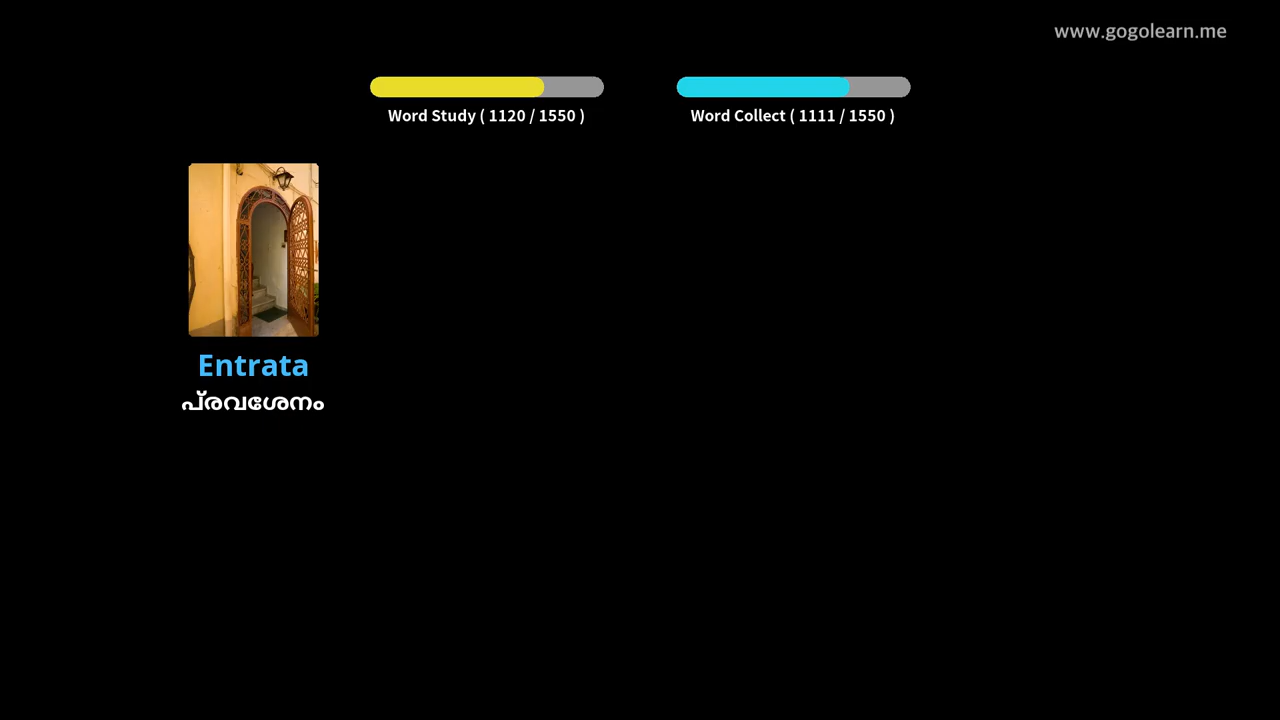 www.gogolearn.me
Word Study ( 1120 / 1550 )
Word Collect ( 1111 / 1550 )
Entrata
പ്രവേശനം